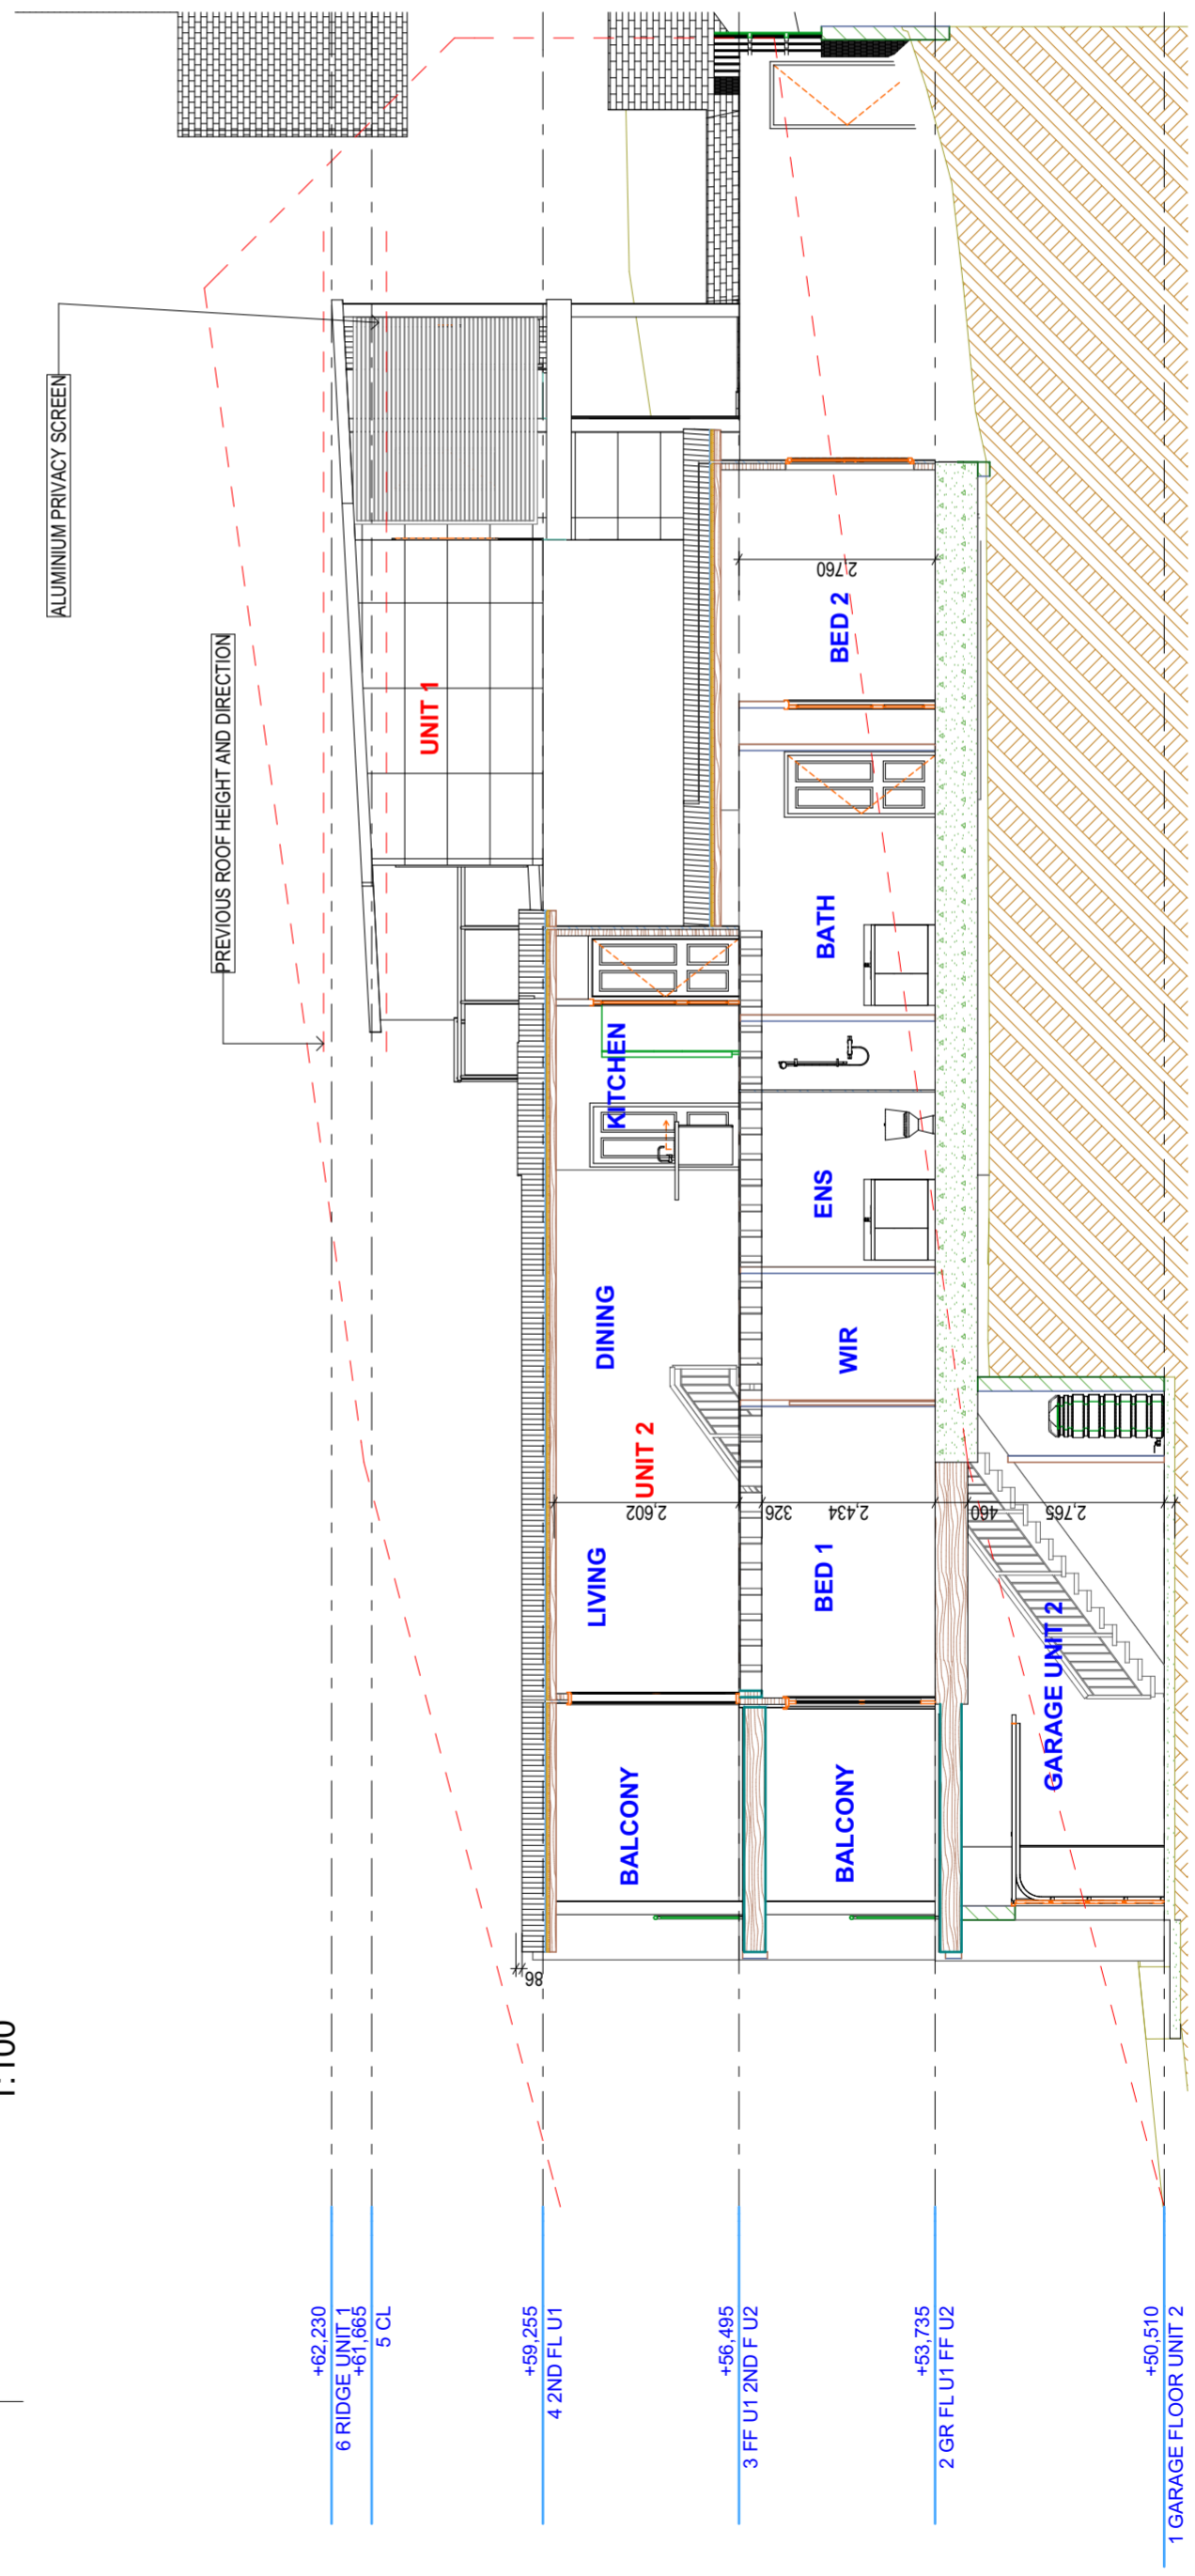 1:100
ALUMINIUM PRIVACY SCREEN
PREVIOUS ROOF HEIGHT AND DIRECTION
+62,230
6 RIDGE UNIT 1
+61,665
5 CL
+59,255
4 2ND FL U1
+56,495
3 FF U1 2ND F U2
+53,735
2 GR FL U1 FF U2
+50,510
1 GARAGE FLOOR UNIT 2
UNIT 1
UNIT 2
BALCONY
LIVING
DINING
KITCHEN
BALCONY
BED 1
WIR
ENS
BATH
BED 2
GARAGE UNIT 2
86
2,602
326
2,434
460
2,765
2,760